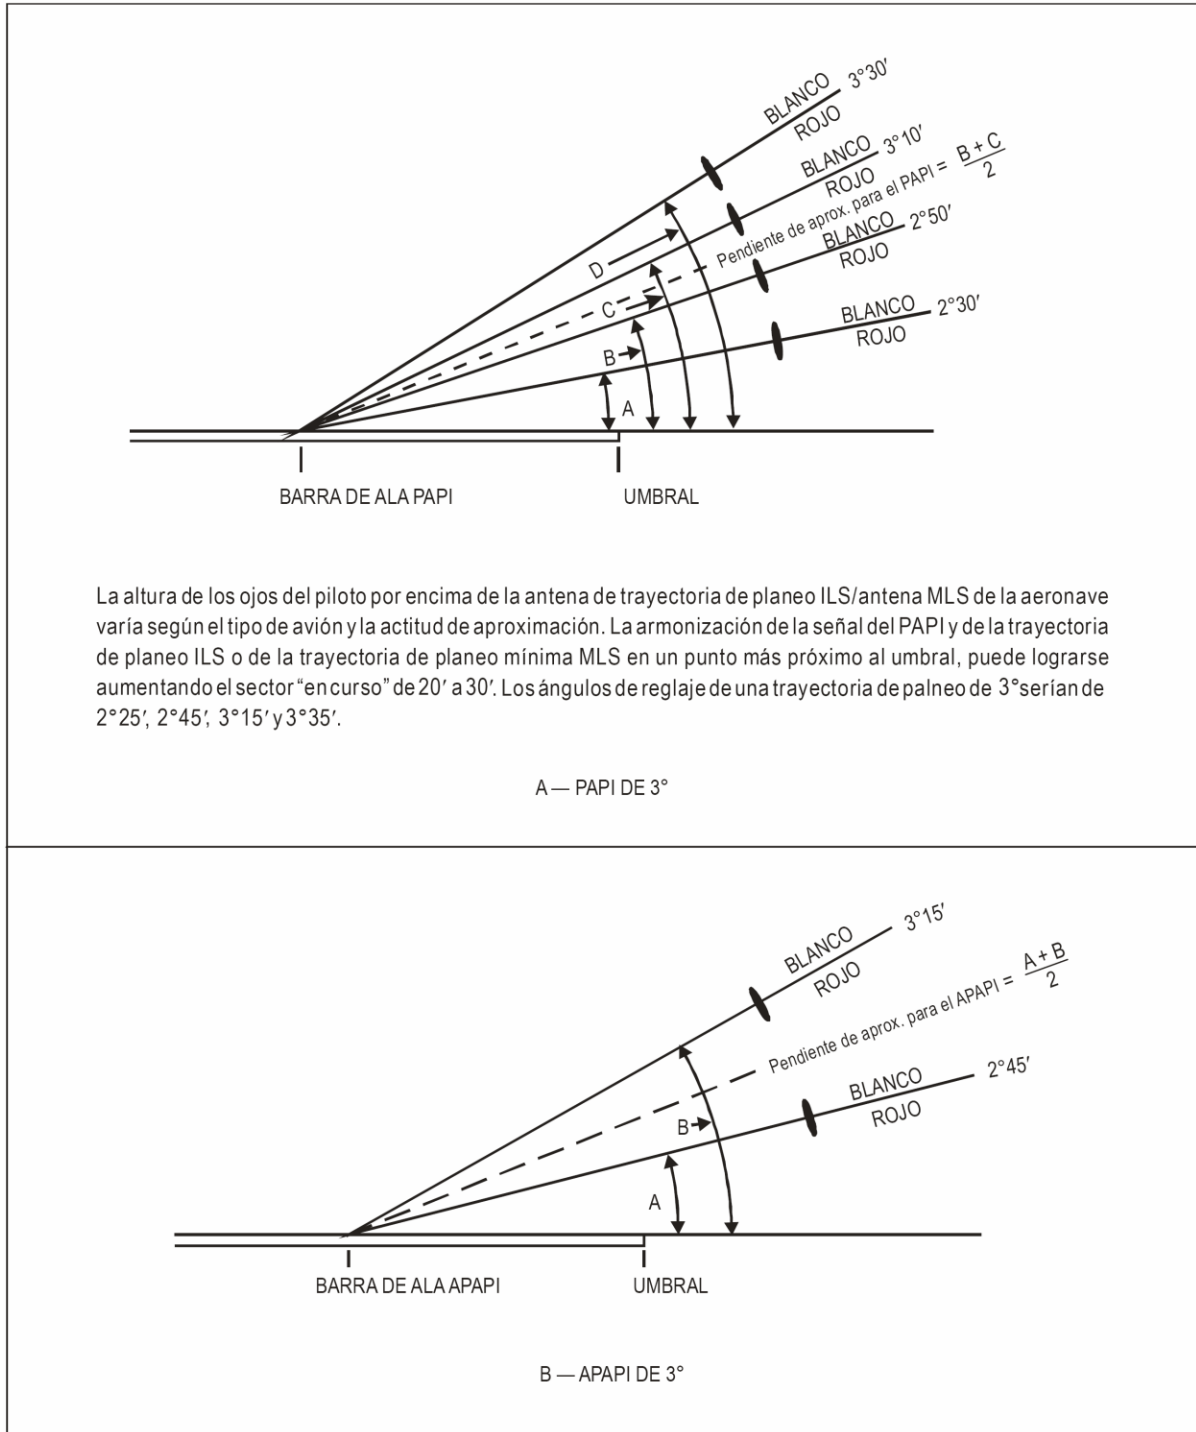 BLANCO 3°30′
ROJO
BLANCO 3°10′
ROJO
Pendiente de aprox. para el PAPI = B + C
2
BLANCO 2°50′
ROJO
BLANCO 2°30′
ROJO
D
C
B
A
BARRA DE ALA PAPI
UMBRAL
La altura de los ojos del piloto por encima de la antena de trayectoria de planeo ILS/antena MLS de la aeronave
varía según el tipo de avión y la actitud de aproximación. La armonización de la señal del PAPI y de la trayectoria
de planeo ILS o de la trayectoria de planeo mínima MLS en un punto más próximo al umbral, puede lograrse
aumentando el sector “en curso” de 20′ a 30′. Los ángulos de reglaje de una trayectoria de palneo de 3°serían de
2°25′, 2°45′, 3°15′ y 3°35′.
A — PAPI DE 3°
BLANCO 3°15′
ROJO
Pendiente de aprox. para el APAPI = A + B
2
BLANCO 2°45′
ROJO
B
A
BARRA DE ALA APAPI
UMBRAL
B — APAPI DE 3°